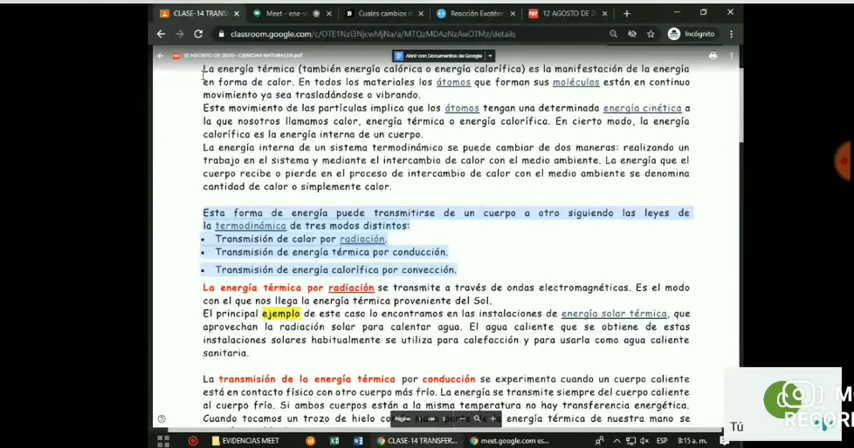 CLASE-14 TRANS
Meet - ene-v
Cuales cambios d
Reacción Exotérm
12 AGOSTO DE 20
classroom.google.com/c/OTE1NzI3NjcwMjNa/a/MTQzMDAzNzAwOTMz/details
Incógnito
12 AGOSTO DE 2020- CIENCIAS NATURALES.pdf
Abrir con Documentos de Google
La energía térmica (también energía calórica o energía calorífica) es la manifestación de la energía
en forma de calor. En todos los materiales los átomos que forman sus moléculas están en continuo
movimiento ya sea trasladándose o vibrando.
Este movimiento de las partículas implica que los átomos tengan una determinada energía cinética a
la que nosotros llamamos calor, energía térmica o energía calorífica. En cierto modo, la energía
calorífica es la energía interna de un cuerpo.
La energía interna de un sistema termodinámico se puede cambiar de dos maneras: realizando un
trabajo en el sistema y mediante el intercambio de calor con el medio ambiente. La energía que el
cuerpo recibe o pierde en el proceso de intercambio de calor con el medio ambiente se denomina
cantidad de calor o simplemente calor.
Esta forma de energía puede transmitirse de un cuerpo a otro siguiendo las leyes de
la termodinámica de tres modos distintos:
• Transmisión de calor por radiación.
• Transmisión de energía térmica por conducción.
• Transmisión de energía calorífica por convección.
La energía térmica por radiación se transmite a través de ondas electromagnéticas. Es el modo
con el que nos llega la energía térmica proveniente del Sol.
El principal ejemplo de este caso lo encontramos en las instalaciones de energía solar térmica, que
aprovechan la radiación solar para calentar agua. El agua caliente que se obtiene de estas
instalaciones solares habitualmente se utiliza para calefacción y para usarla como agua caliente
sanitaria.
La transmisión de la energía térmica por conducción se experimenta cuando un cuerpo caliente
está en contacto físico con otro cuerpo más frío. La energía se transmite siempre del cuerpo caliente
al cuerpo frío. Si ambos cuerpos están a la misma temperatura no hay transferencia energética.
Cuando tocamos un trozo de hielo con energía térmica de nuestra mano se
Página
Tú
RECOR
EVIDENCIAS MEET
CLASE-14 TRANSFER...
meet.google.com es...
ESP
8:15 a. m.